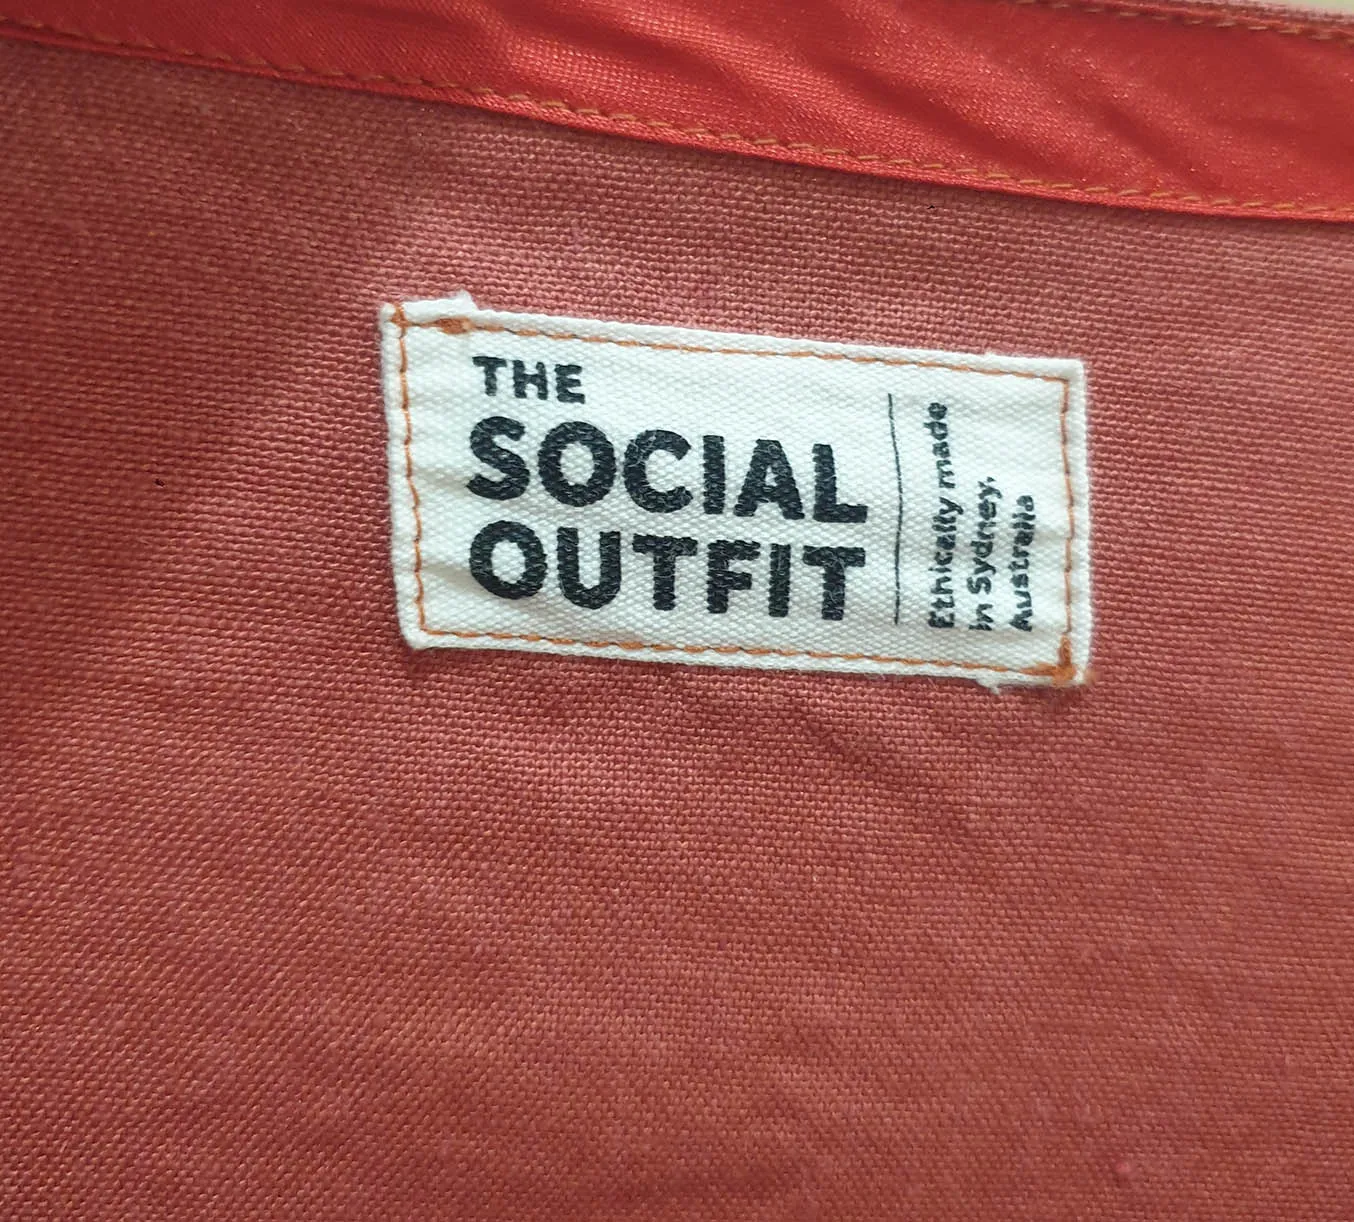 THE
SOCIAL
OUTFIT
Ethically made
in Sydney,
Australia